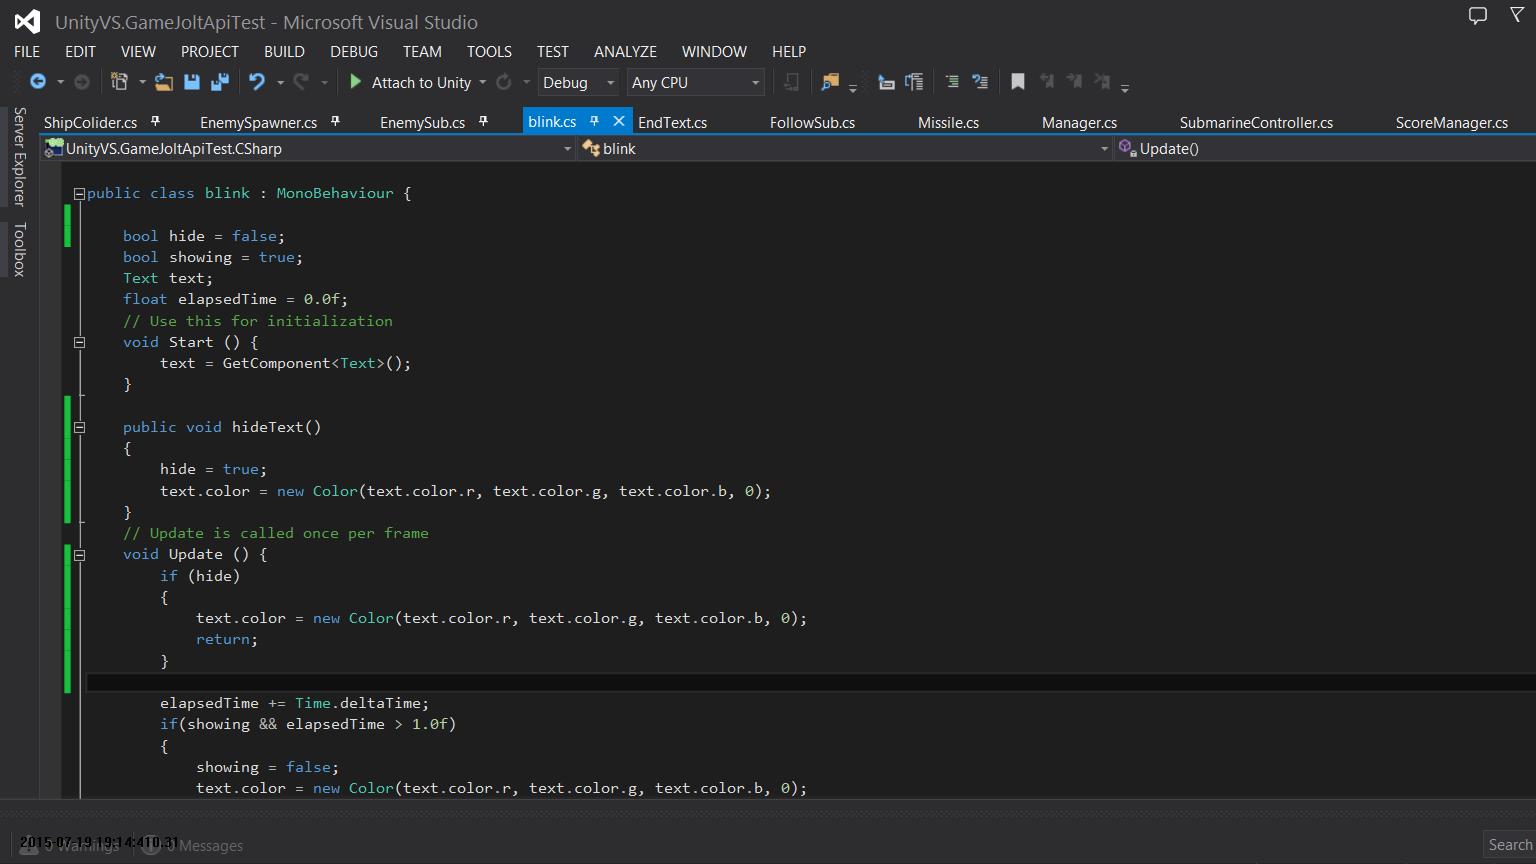 UnityVS.GameJoltApiTest - Microsoft Visual Studio
FILE EDIT VIEW PROJECT BUILD DEBUG TEAM TOOLS TEST ANALYZE WINDOW HELP
Attach to Unity Debug Any CPU
Server Explorer
Toolbox
ShipColider.cs EnemySpawner.cs EnemySub.cs blink.cs EndText.cs FollowSub.cs Missile.cs Manager.cs SubmarineController.cs ScoreManager.cs
UnityVS.GameJoltApiTest.CSharp blink Update()
public class blink : MonoBehaviour {
bool hide = false;
bool showing = true;
Text text;
float elapsedTime = 0.0f;
// Use this for initialization
void Start () {
text = GetComponent<Text>();
}
public void hideText()
{
hide = true;
text.color = new Color(text.color.r, text.color.g, text.color.b, 0);
}
// Update is called once per frame
void Update () {
if (hide)
{
text.color = new Color(text.color.r, text.color.g, text.color.b, 0);
return;
}
elapsedTime += Time.deltaTime;
if(showing && elapsedTime > 1.0f)
{
showing = false;
text.color = new Color(text.color.r, text.color.g, text.color.b, 0);
0 Warnings 0 Messages
Search